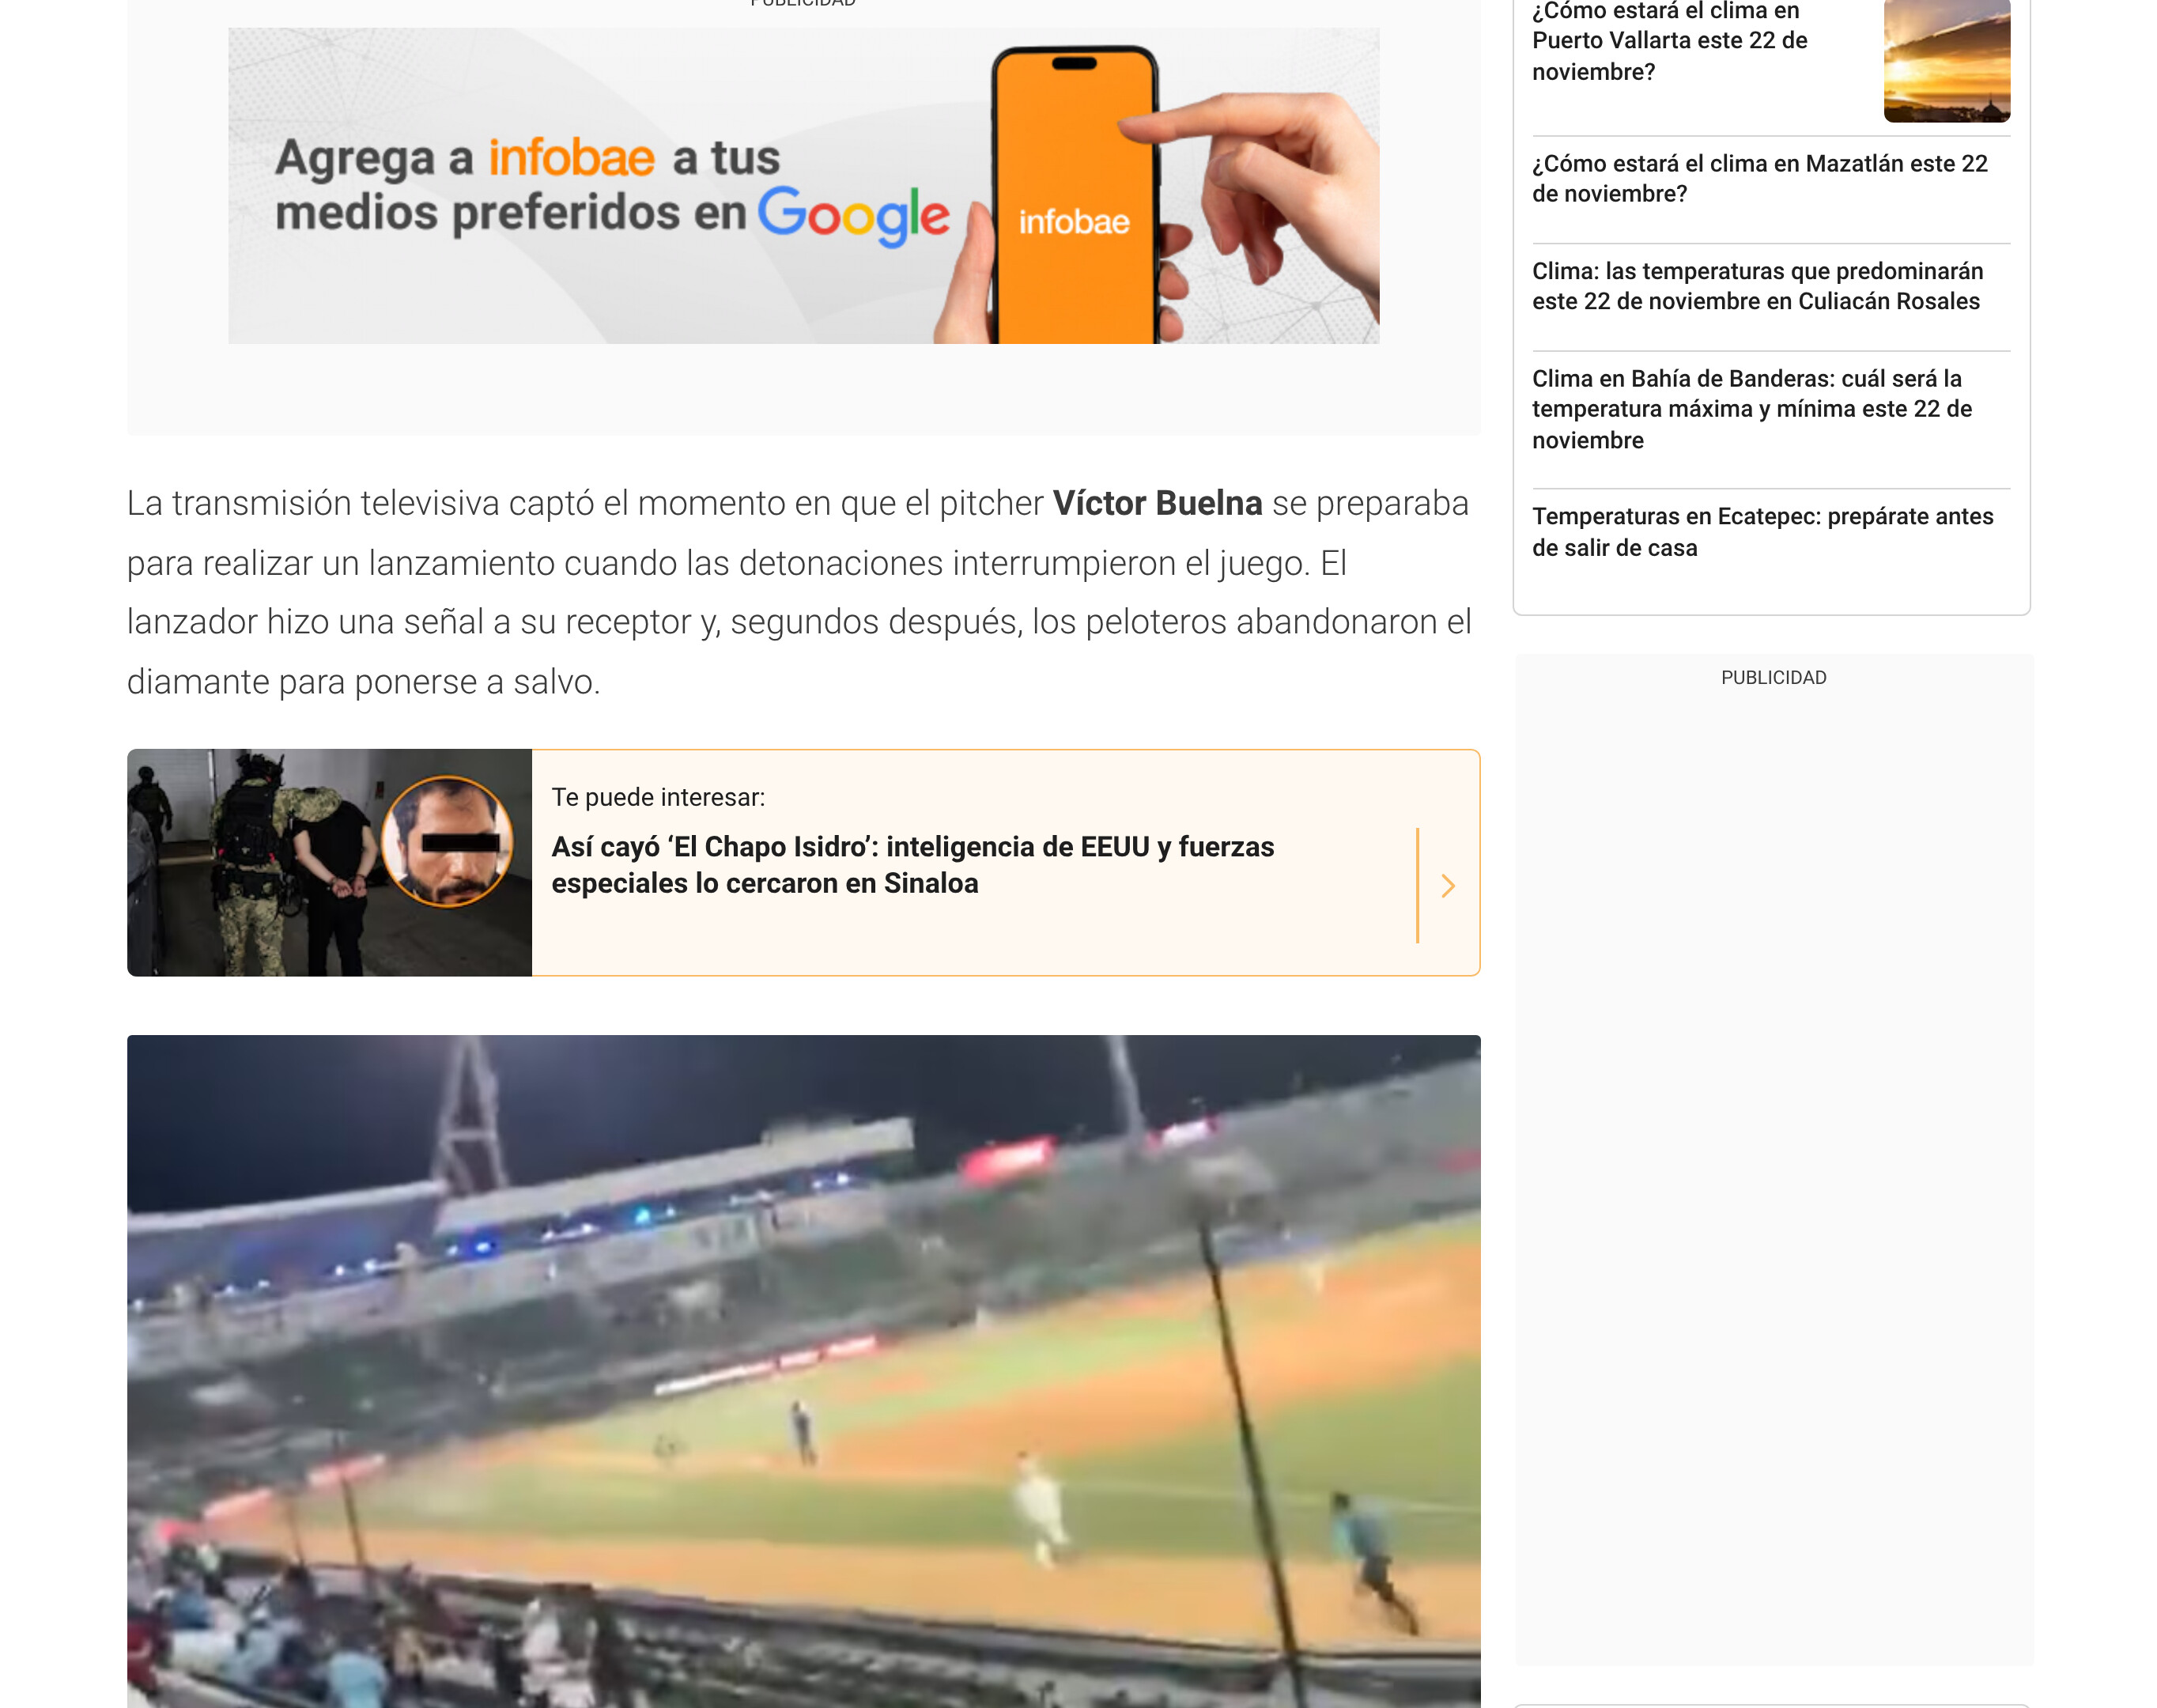 PUBLICIDAD
Agrega a infobae a tus
medios preferidos en Google
infobae
La transmisión televisiva captó el momento en que el pitcher Víctor Buelna se preparaba
para realizar un lanzamiento cuando las detonaciones interrumpieron el juego. El
lanzador hizo una señal a su receptor y, segundos después, los peloteros abandonaron el
diamante para ponerse a salvo.
Te puede interesar:
Así cayó ‘El Chapo Isidro’: inteligencia de EEUU y fuerzas
especiales lo cercaron en Sinaloa
¿Cómo estará el clima en
Puerto Vallarta este 22 de
noviembre?
¿Cómo estará el clima en Mazatlán este 22
de noviembre?
Clima: las temperaturas que predominarán
este 22 de noviembre en Culiacán Rosales
Clima en Bahía de Banderas: cuál será la
temperatura máxima y mínima este 22 de
noviembre
Temperaturas en Ecatepec: prepárate antes
de salir de casa
PUBLICIDAD